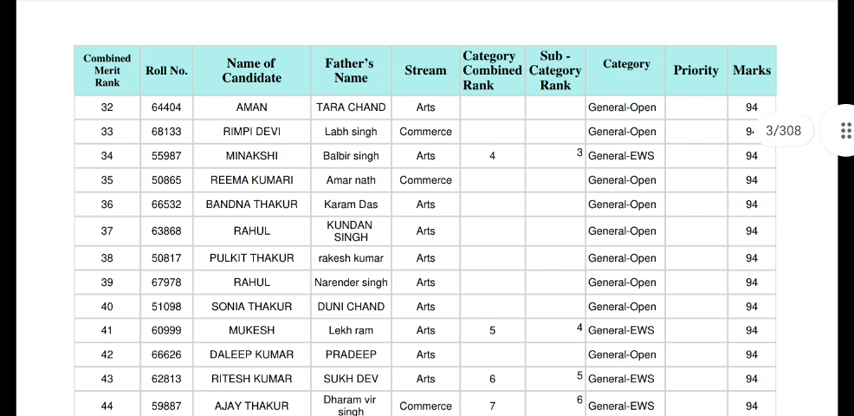 Combined Merit Rank Roll No. Name of Candidate Father's Name Stream Category Combined Rank Sub - Category Rank Category Priority Marks
32 64404 AMAN TARA CHAND Arts General-Open 94
33 68133 RIMPI DEVI Labh singh Commerce General-Open 9
3/308
34 55987 MINAKSHI Balbir singh Arts 4 3 General-EWS 94
35 50865 REEMA KUMARI Amar nath Commerce General-Open 94
36 66532 BANDNA THAKUR Karam Das Arts General-Open 94
37 63868 RAHUL KUNDAN SINGH Arts General-Open 94
38 50817 PULKIT THAKUR rakesh kumar Arts General-Open 94
39 67978 RAHUL Narender singh Arts General-Open 94
40 51098 SONIA THAKUR DUNI CHAND Arts General-Open 94
41 60999 MUKESH Lekh ram Arts 5 4 General-EWS 94
42 66626 DALEEP KUMAR PRADEEP Arts General-Open 94
43 62813 RITESH KUMAR SUKH DEV Arts 6 5 General-EWS 94
44 59887 AJAY THAKUR Dharam vir singh Commerce 7 6 General-EWS 94